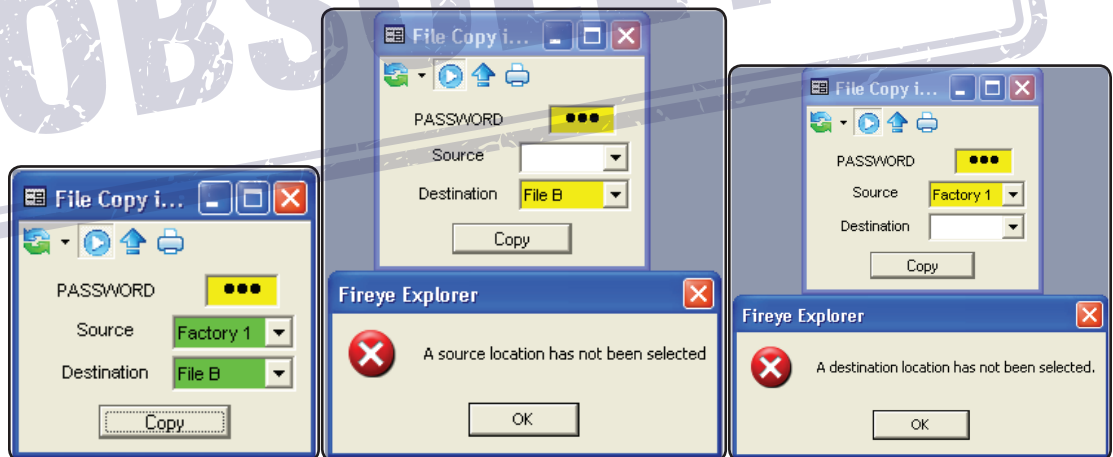 OBSOLETE
File Copy i...
PASSWORD
●●●
Source
Factory 1
Destination
File B
Copy
File Copy i...
PASSWORD
●●●
Source
Destination
File B
Copy
Fireye Explorer
A source location has not been selected
OK
File Copy i...
PASSWORD
●●●
Source
Factory 1
Destination
Copy
Fireye Explorer
A destination location has not been selected.
OK